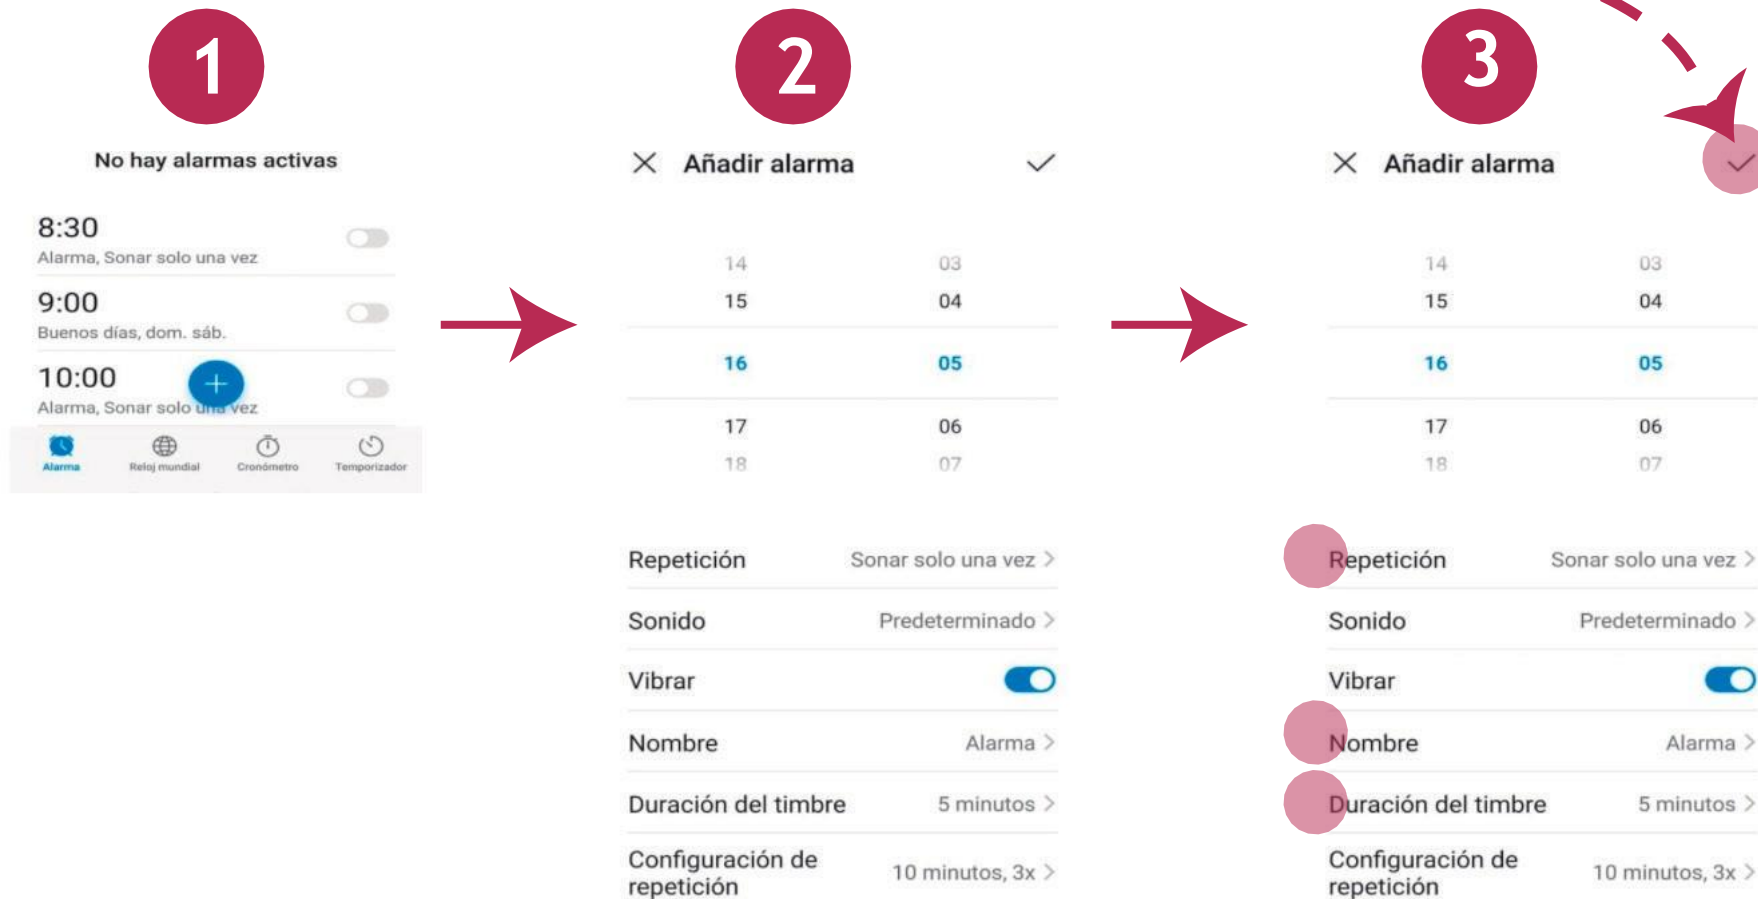 1
No hay alarmas activas
8:30
Alarma, Sonar solo una vez
9:00
Buenos días, dom. sáb.
10:00
Alarma, Sonar solo una vez
Alarma Reloj mundial Cronómetro Temporizador
2
Añadir alarma
14 03
15 04
16 05
17 06
18 07
Repetición Sonar solo una vez
Sonido Predeterminado
Vibrar
Nombre Alarma
Duración del timbre 5 minutos
Configuración de
repetición 10 minutos, 3x
3
Añadir alarma
14 03
15 04
16 05
17 06
18 07
Repetición Sonar solo una vez
Sonido Predeterminado
Vibrar
Nombre Alarma
Duración del timbre 5 minutos
Configuración de
repetición 10 minutos, 3x